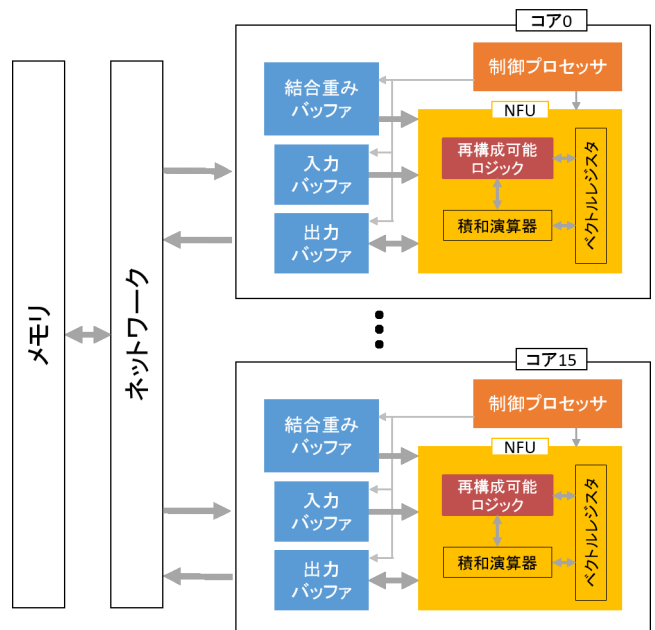 メモリ
ネットワーク
コア0
制御プロセッサ
結合重み
バッファ
NFU
入力
バッファ
再構成可能
ロジック
ベクトルレジスタ
出力
バッファ
積和演算器
コア15
制御プロセッサ
結合重み
バッファ
NFU
入力
バッファ
再構成可能
ロジック
ベクトルレジスタ
出力
バッファ
積和演算器